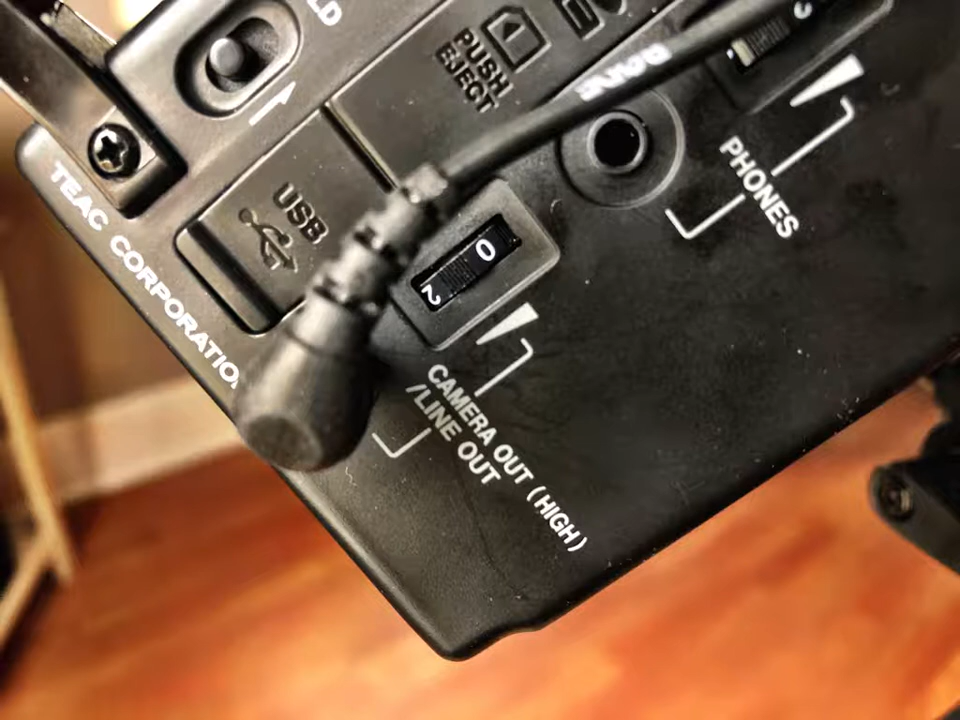 LD
PUSH
EJECT
USB
TEAC CORPORATIO
0
2
PHONES
CAMERA OUT (HIGH)
/LINE OUT